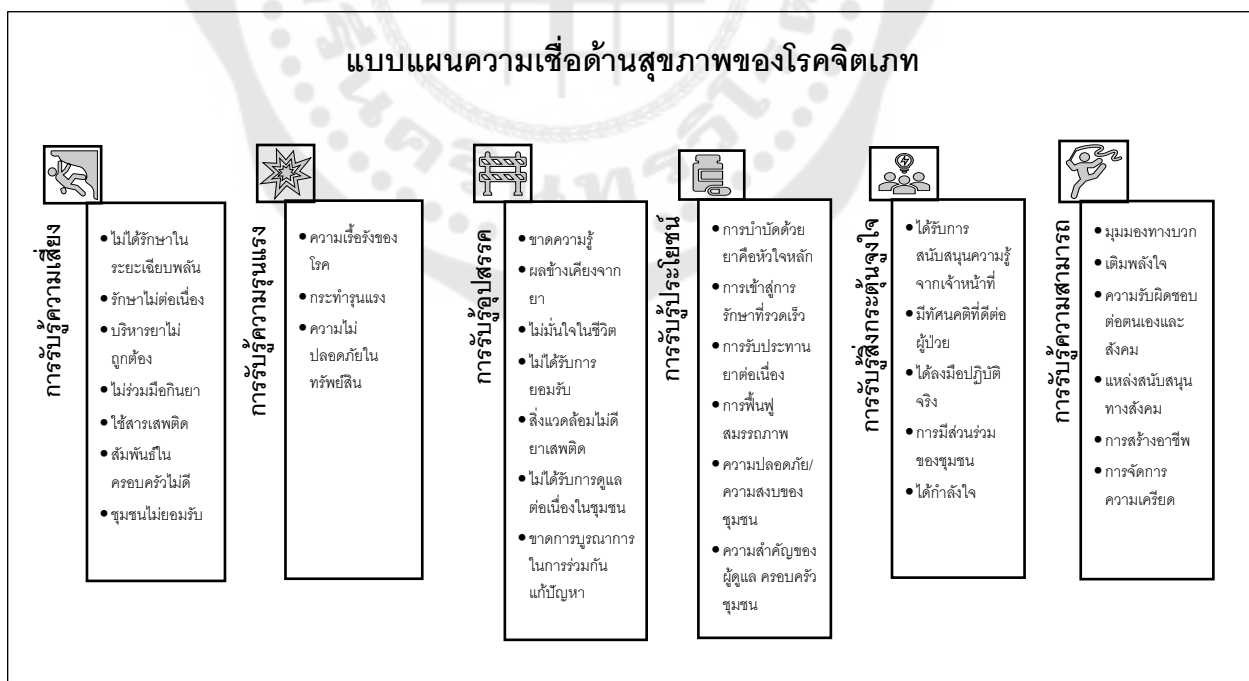 แบบแผนความเชื่อด้านสุขภาพของโรคจิตเภท
การรับรู้ความเสี่ยง
• ไม่ได้รักษาใน
ระยะเฉียบพลัน
• รักษาไม่ต่อเนื่อง
• บริหารยาไม่
ถูกต้อง
• ไม่ร่วมมือกินยา
• ใช้สารเสพติด
• สัมพันธ์ใน
ครอบครัวไม่ดี
• ชุมชนไม่ยอมรับ
การรับรู้ความรุนแรง
• ความเรื้อรังของ
โรค
• กระทำรุนแรง
• ความไม่
ปลอดภัยใน
ทรัพย์สิน
การรับรู้อุปสรรค
• ขาดความรู้
• ผลข้างเคียงจาก
ยา
• ไม่มั่นใจในชีวิต
• ไม่ได้รับการ
ยอมรับ
• สิ่งแวดล้อมไม่ดี
ยาเสพติด
• ไม่ได้รับการดูแล
ต่อเนื่องในชุมชน
• ขาดการบูรณาการ
ในการร่วมกัน
แก้ปัญหา
การรับรู้ประโยชน์
• การบำบัดด้วย
ยาคือหัวใจหลัก
• การเข้าสู่การ
รักษาที่รวดเร็ว
• การรับประทาน
ยาต่อเนื่อง
• การฟื้นฟู
สมรรถภาพ
• ความปลอดภัย/
ความสงบของ
ชุมชน
• ความสำคัญของ
ผู้ดูแล ครอบครัว
ชุมชน
การรับรู้สิ่งกระตุ้นจูงใจ
• ได้รับการ
สนับสนุนความรู้
จากเจ้าหน้าที่
• มีทัศนคติที่ดีต่อ
ผู้ป่วย
• ได้ลงมือปฏิบัติ
จริง
• การมีส่วนร่วม
ของชุมชน
• ได้กำลังใจ
การรับรู้ความสามารถ
• มุมมองทางบวก
• เติมพลังใจ
• ความรับผิดชอบ
ต่อตนเองและ
สังคม
• แหล่งสนับสนุน
ทางสังคม
• การสร้างอาชีพ
• การจัดการ
ความเครียด